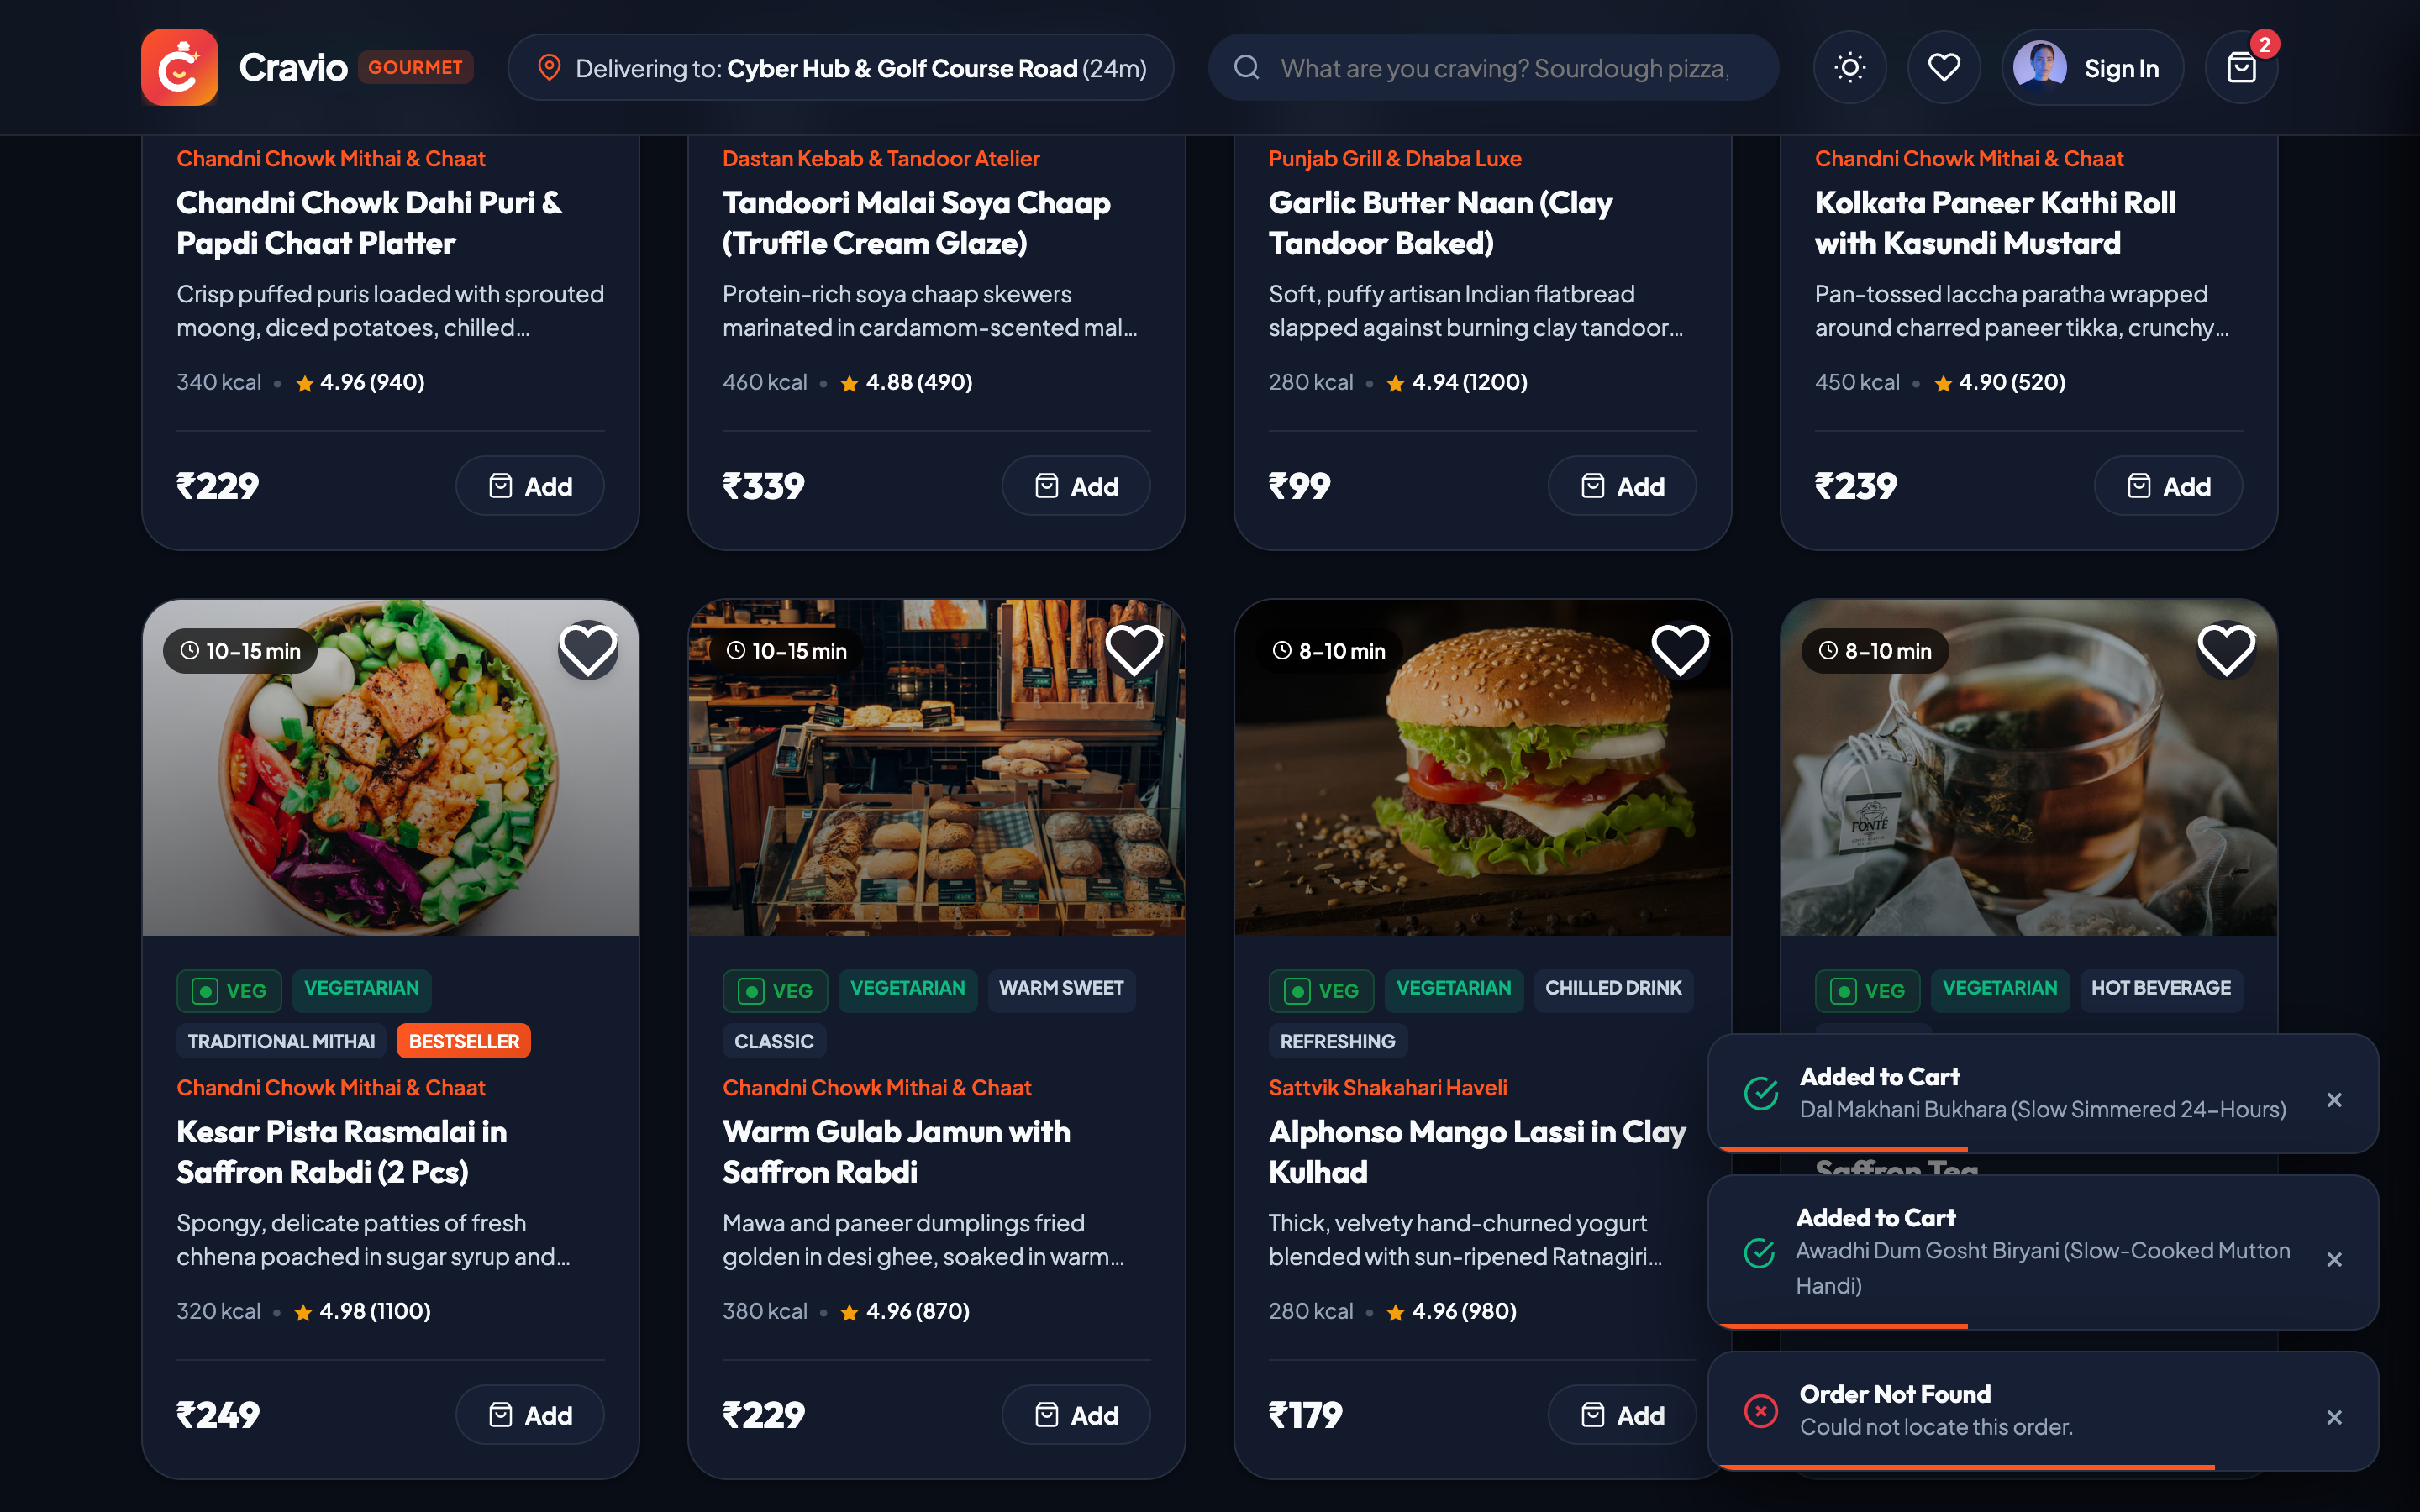 Cravio GOURMET
Delivering to: Cyber Hub & Golf Course Road (24m)
What are you craving? Sourdough pizza,
Sign In
2
Chandni Chowk Mithai & Chaat
Chandni Chowk Dahi Puri &
Papdi Chaat Platter
Crisp puffed puris loaded with sprouted
moong, diced potatoes, chilled...
340 kcal • 4.96 (940)
₹229
Add
Dastan Kebab & Tandoor Atelier
Tandoori Malai Soya Chaap
(Truffle Cream Glaze)
Protein-rich soya chaap skewers
marinated in cardamom-scented mal...
460 kcal • 4.88 (490)
₹339
Add
Punjab Grill & Dhaba Luxe
Garlic Butter Naan (Clay
Tandoor Baked)
Soft, puffy artisan Indian flatbread
slapped against burning clay tandoor...
280 kcal • 4.94 (1200)
₹99
Add
Chandni Chowk Mithai & Chaat
Kolkata Paneer Kathi Roll
with Kasundi Mustard
Pan-tossed laccha paratha wrapped
around charred paneer tikka, crunchy...
450 kcal • 4.90 (520)
₹239
Add
10–15 min
VEG VEGETARIAN
TRADITIONAL MITHAI BESTSELLER
Chandni Chowk Mithai & Chaat
Kesar Pista Rasmalai in
Saffron Rabdi (2 Pcs)
Spongy, delicate patties of fresh
chhena poached in sugar syrup and...
320 kcal • 4.98 (1100)
₹249
Add
10–15 min
VEG VEGETARIAN WARM SWEET
CLASSIC
Chandni Chowk Mithai & Chaat
Warm Gulab Jamun with
Saffron Rabdi
Mawa and paneer dumplings fried
golden in desi ghee, soaked in warm...
380 kcal • 4.96 (870)
₹229
Add
8–10 min
VEG VEGETARIAN CHILLED DRINK
REFRESHING
Sattvik Shakahari Haveli
Alphonso Mango Lassi in Clay
Kulhad
Thick, velvety hand-churned yogurt
blended with sun-ripened Ratnagiri...
280 kcal • 4.96 (980)
₹179
Add
8–10 min
FONTÉ
VEG VEGETARIAN HOT BEVERAGE
Saffron Tea
Added to Cart
Dal Makhani Bukhara (Slow Simmered 24–Hours)
Added to Cart
Awadhi Dum Gosht Biryani (Slow-Cooked Mutton
Handi)
Order Not Found
Could not locate this order.